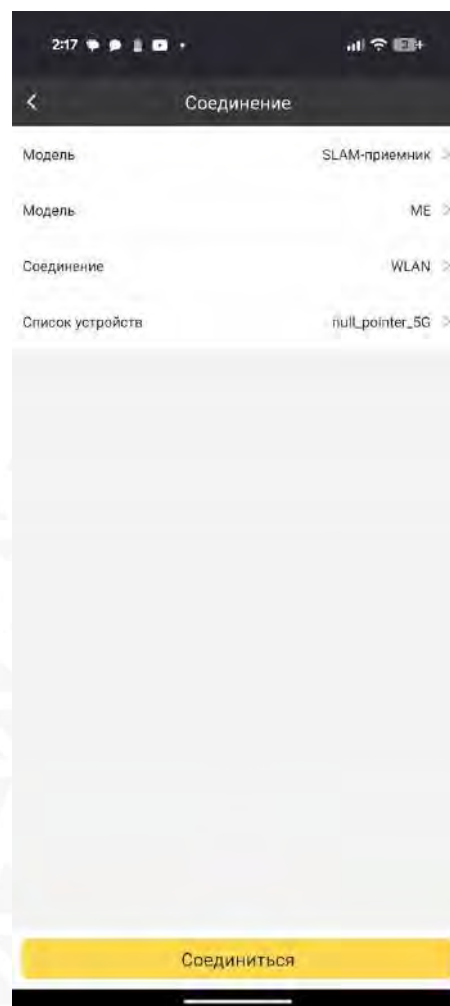 2:17
Соединение
Модель SLAM-приемник
Модель ME
Соединение WLAN
Список устройств null_pointer_5G
Соединиться